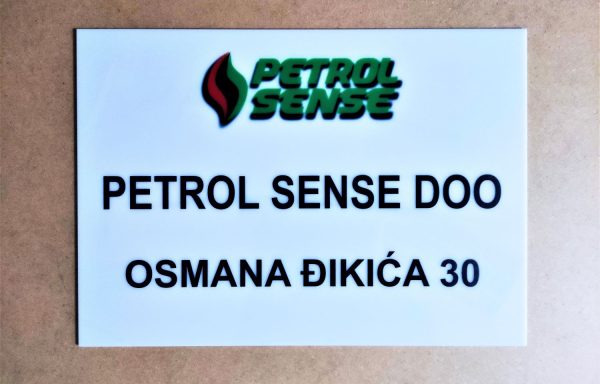 PETROL
SENSE
PETROL SENSE DOO
OSMANA ĐIKIĆA 30